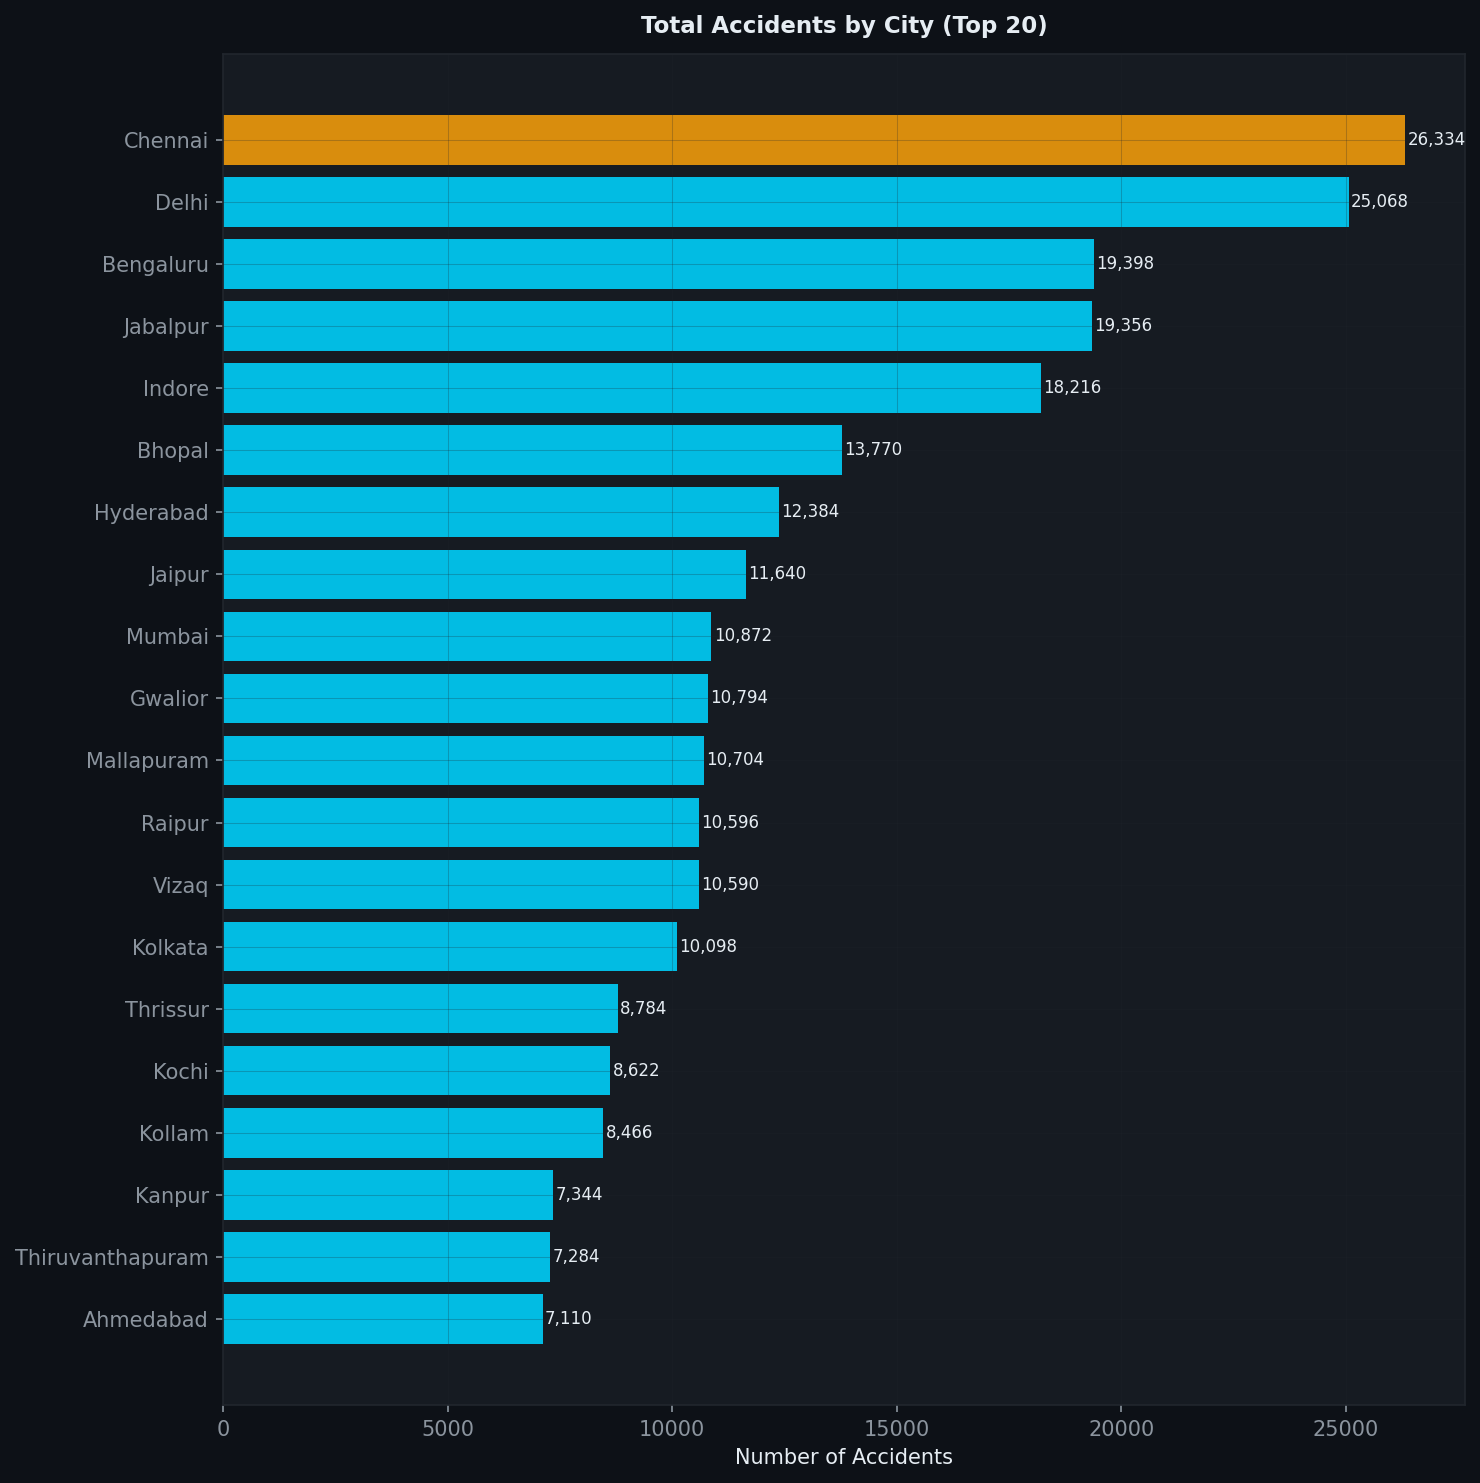 Total Accidents by City (Top 20)
Chennai 26,334
Delhi 25,068
Bengaluru 19,398
Jabalpur 19,356
Indore 18,216
Bhopal 13,770
Hyderabad 12,384
Jaipur 11,640
Mumbai 10,872
Gwalior 10,794
Mallapuram 10,704
Raipur 10,596
Vizaq 10,590
Kolkata 10,098
Thrissur 8,784
Kochi 8,622
Kollam 8,466
Kanpur 7,344
Thiruvanthapuram 7,284
Ahmedabad 7,110
0 5000 10000 15000 20000 25000
Number of Accidents